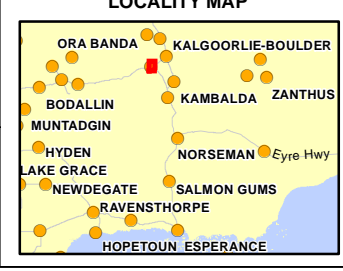 LOCALITY MAP
ORA BANDA
KALGOORLIE-BOULDER
KAMBALDA
ZANTHUS
BODALLIN
MUNTADGIN
HYDEN
NORSEMAN
Eyre Hwy
LAKE GRACE
NEWDEGATE
SALMON GUMS
RAVENSTHORPE
HOPETOUN
ESPERANCE